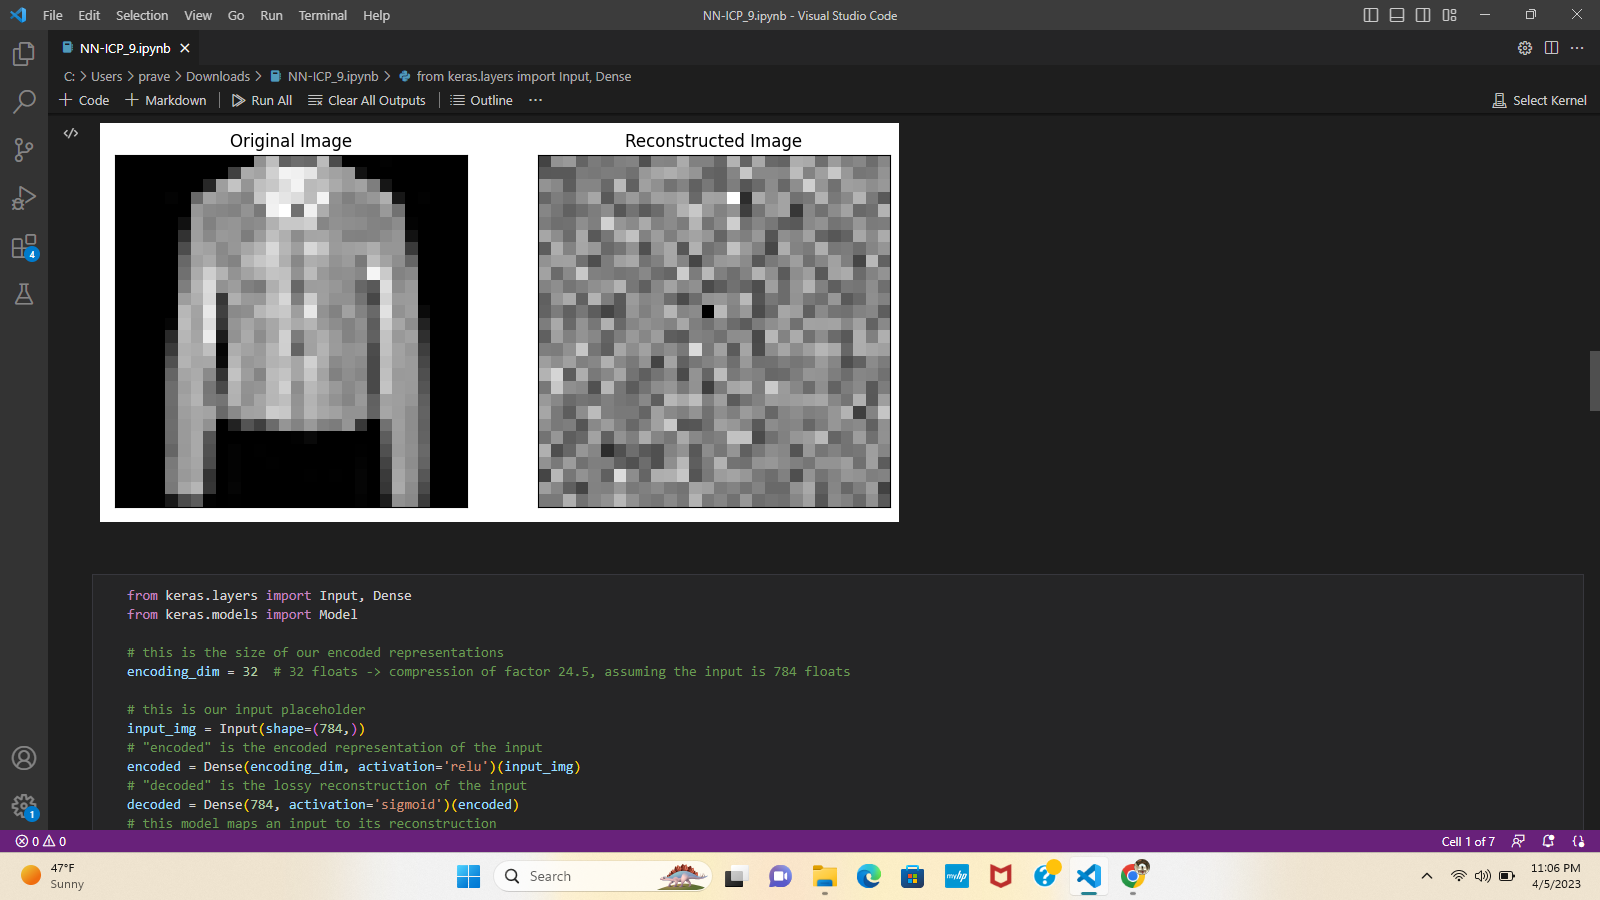 File Edit Selection View Go Run Terminal Help
NN-ICP_9.ipynb - Visual Studio Code
NN-ICP_9.ipynb
C: > Users > prave > Downloads > NN-ICP_9.ipynb > from keras.layers import Input, Dense
+ Code + Markdown Run All Clear All Outputs Outline ...
Select Kernel
Original Image
Reconstructed Image
from keras.layers import Input, Dense
from keras.models import Model
# this is the size of our encoded representations
encoding_dim = 32  # 32 floats -> compression of factor 24.5, assuming the input is 784 floats
# this is our input placeholder
input_img = Input(shape=(784,))
# "encoded" is the encoded representation of the input
encoded = Dense(encoding_dim, activation='relu')(input_img)
# "decoded" is the lossy reconstruction of the input
decoded = Dense(784, activation='sigmoid')(encoded)
# this model maps an input to its reconstruction
4
1
0 0
Cell 1 of 7
47°F
Sunny
Search
myhp
11:06 PM
4/5/2023